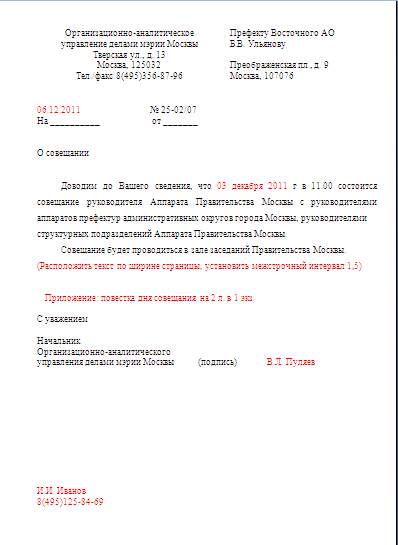 Организационно-аналитическое
управление делами мэрии Москвы
Тверская ул., д. 13
Москва, 125032
Тел./факс 8(495)356-87-96
Префекту Восточного АО
Б.В. Ульянову
Преображенская пл., д. 9
Москва, 107076
06.12.2011 № 25-02/07
На __________ от _______
О совещании
Доводим до Вашего сведения, что 03 декабря 2011 г в 11.00 состоится
совещание руководителя Аппарата Правительства Москвы с руководителями
аппаратов префектур административных округов города Москвы, руководителями
структурных подразделений Аппарата Правительства Москвы.
Совещание будет проводиться в зале заседаний Правительства Москвы.
(Расположить текст по ширине страницы, установить межстрочный интервал 1,5)
Приложение: повестка дня совещания на 2 л. в 1 экз.
С уважением
Начальник
Организационно-аналитического
управления делами мэрии Москвы (подпись) В.Л. Пуляев
И.И. Иванов
8(495)125-84-69